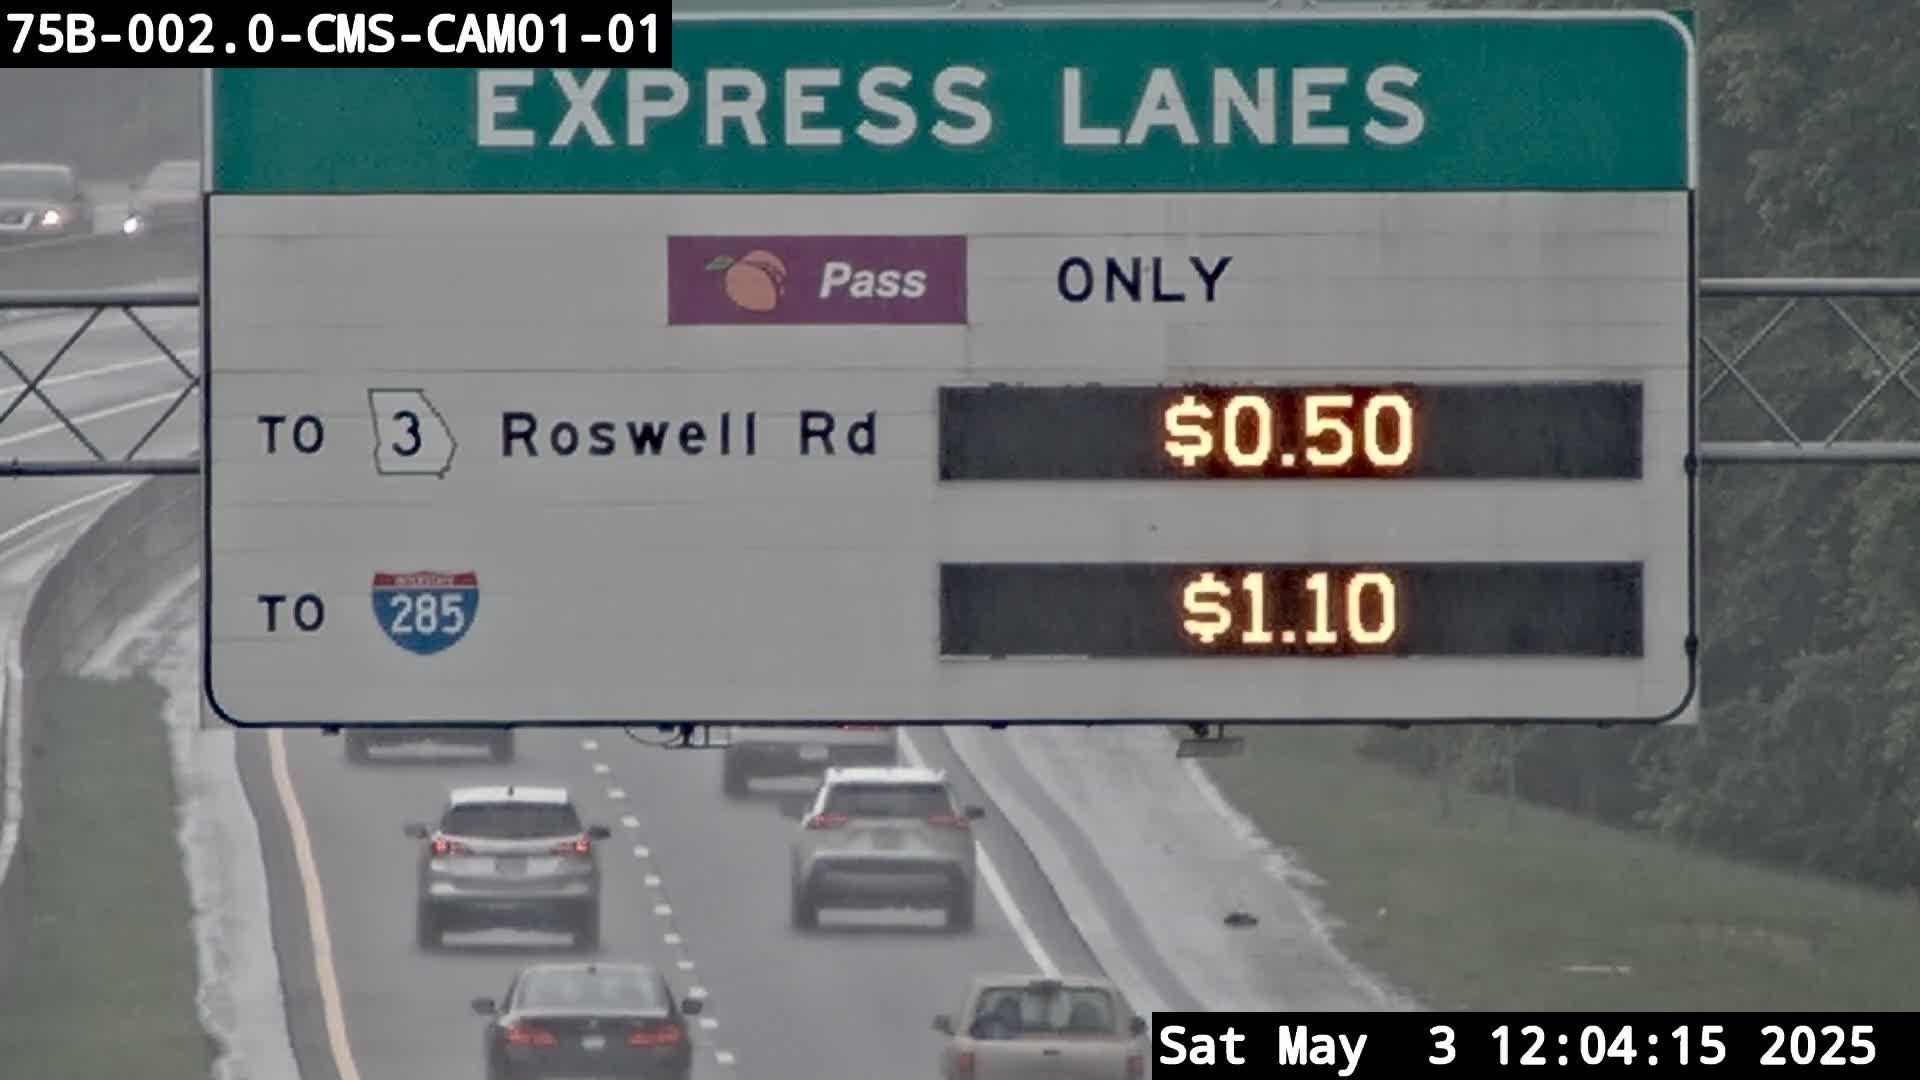 75B-002.0-CMS-CAM01-01
EXPRESS LANES
Pass ONLY
TO 3 Roswell Rd $0.50
TO INTERSTATE 285 $1.10
Sat May 3 12:04:15 2025